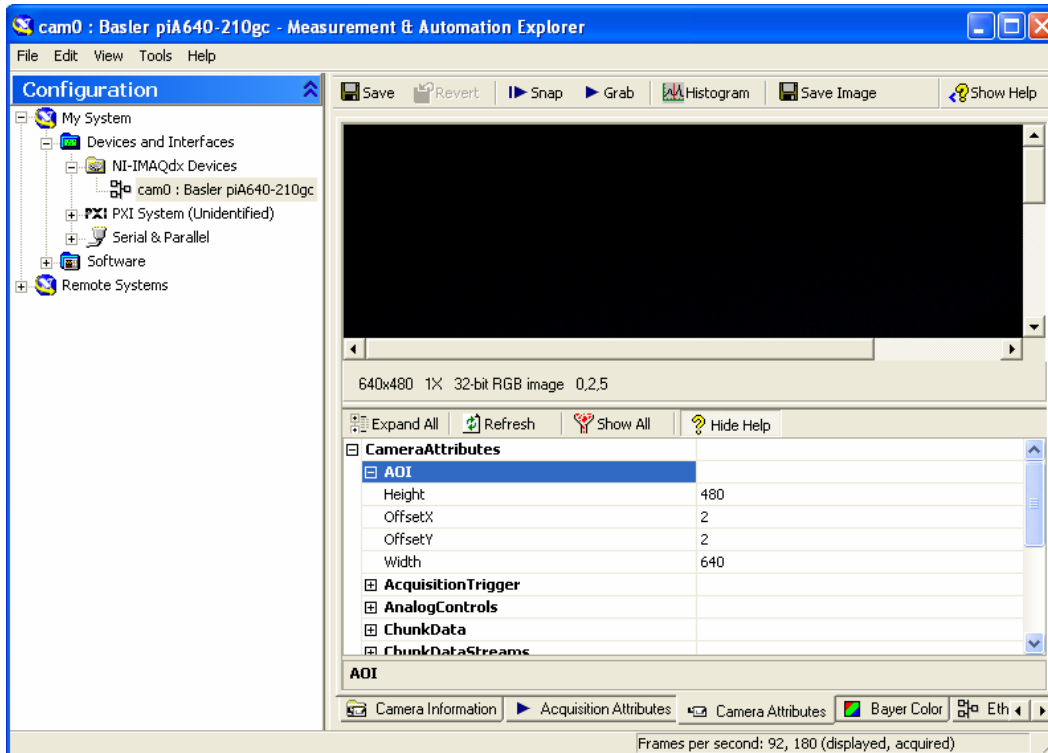 cam0 : Basler piA640-210gc - Measurement & Automation Explorer
File Edit View Tools Help
Configuration
My System
Devices and Interfaces
NI-IMAQdx Devices
cam0 : Basler piA640-210gc
PXI PXI System (Unidentified)
Serial & Parallel
Software
Remote Systems
Save Revert Snap Grab Histogram Save Image Show Help
640x480 1X 32-bit RGB image 0,2,5
Expand All Refresh Show All Hide Help
CameraAttributes
AOI
Height 480
OffsetX 2
OffsetY 2
Width 640
AcquisitionTrigger
AnalogControls
ChunkData
ChunkDataStreams
AOI
Camera Information Acquisition Attributes Camera Attributes Bayer Color Eth
Frames per second: 92, 180 (displayed, acquired)